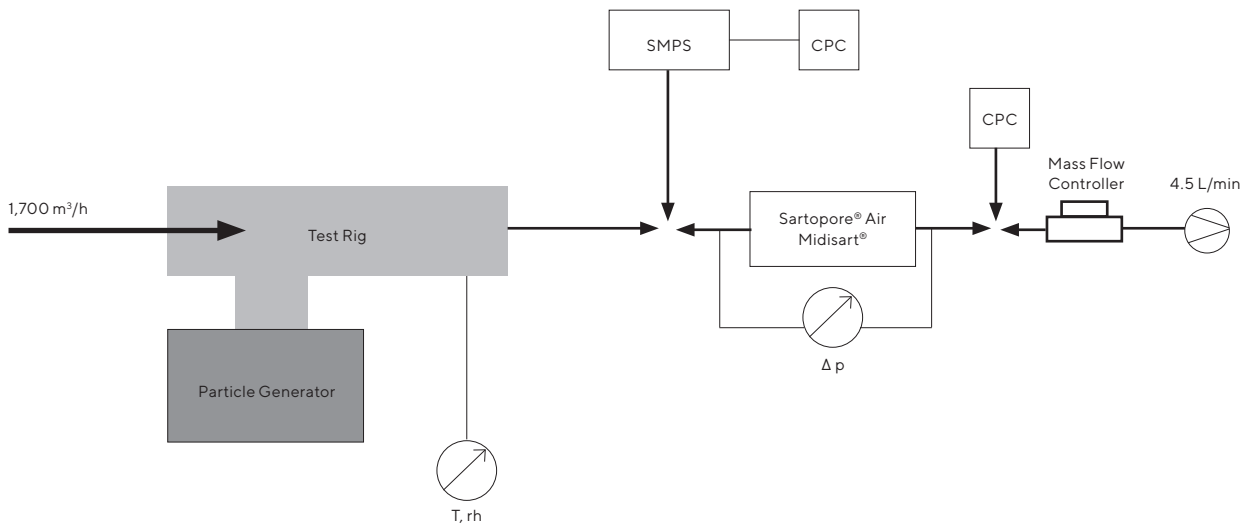 SMPS
CPC
CPC
Mass Flow
Controller
4.5 L/min
1,700 m³/h
Test Rig
Sartopore® Air
Midisart®
Δ p
Particle Generator
T, rh